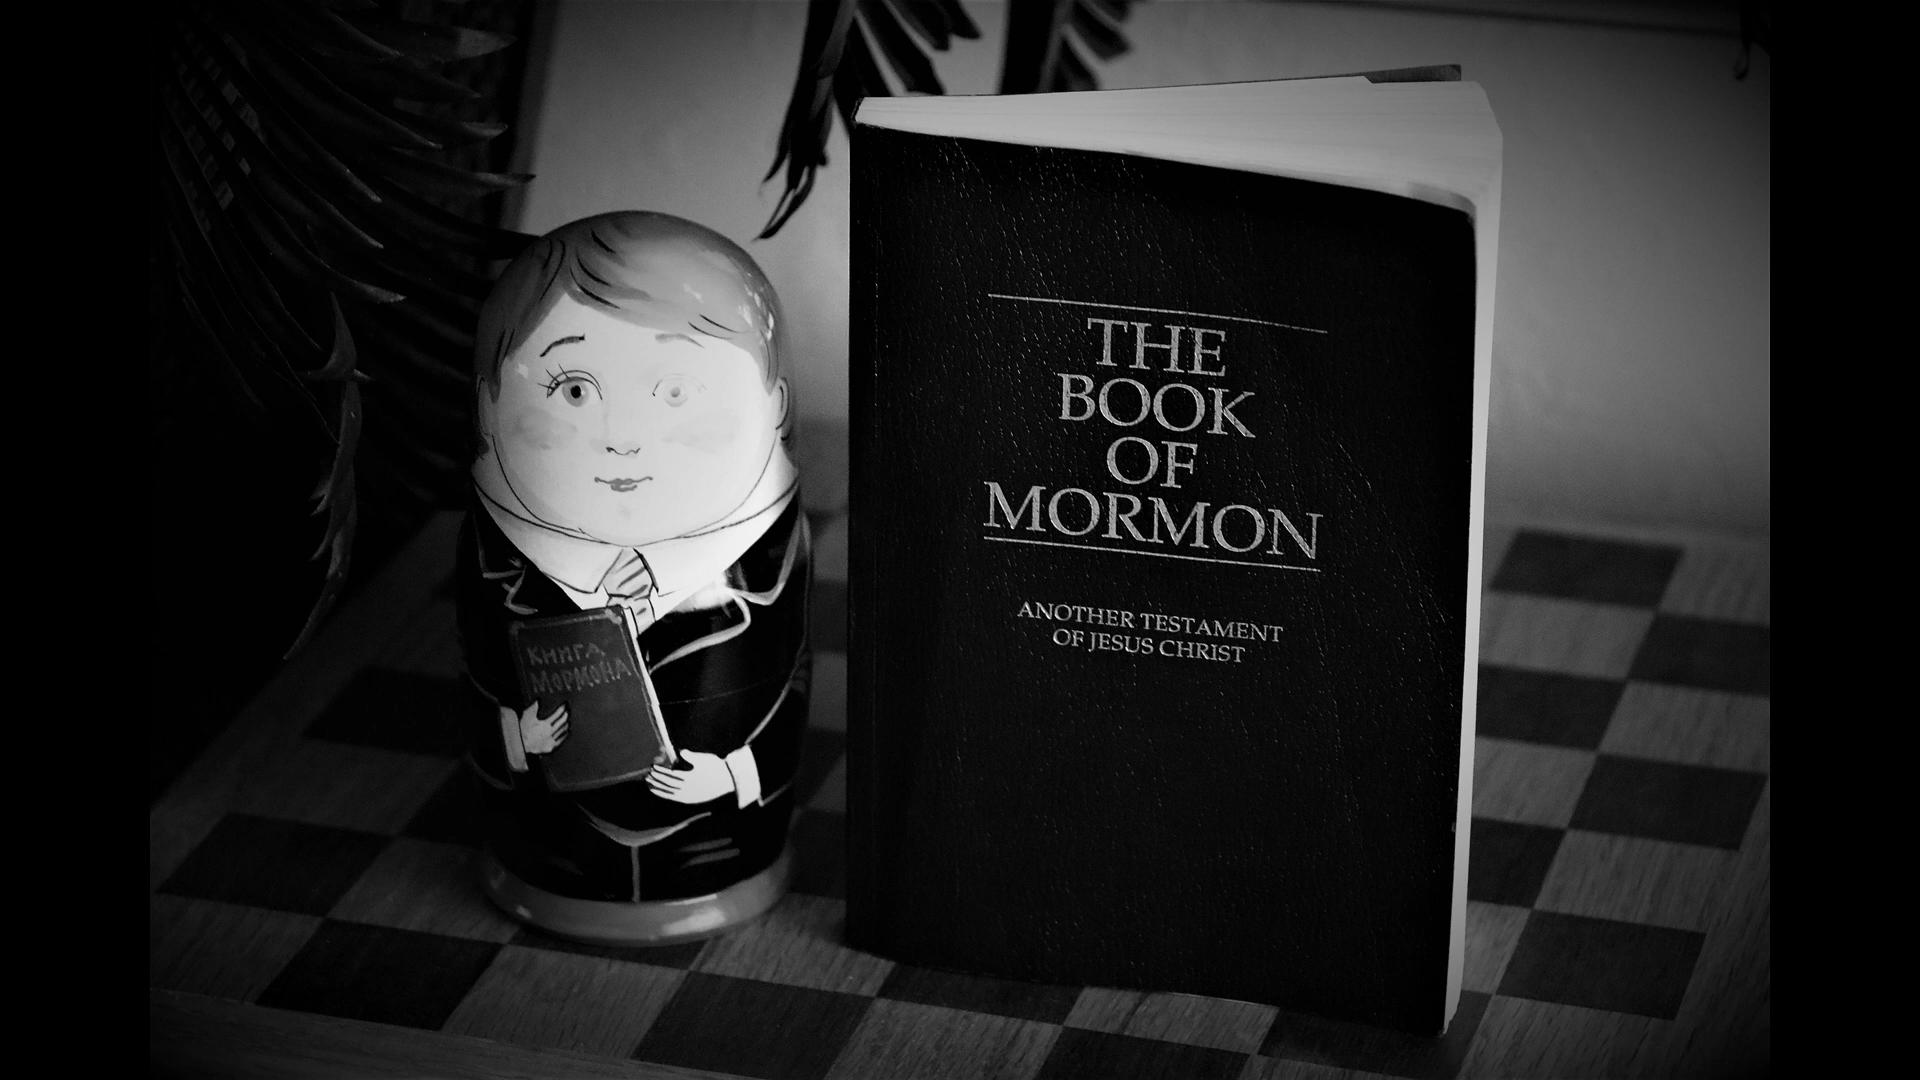 КНИГА
МОРМОНА
THE
BOOK
OF
MORMON
ANOTHER TESTAMENT
OF JESUS CHRIST